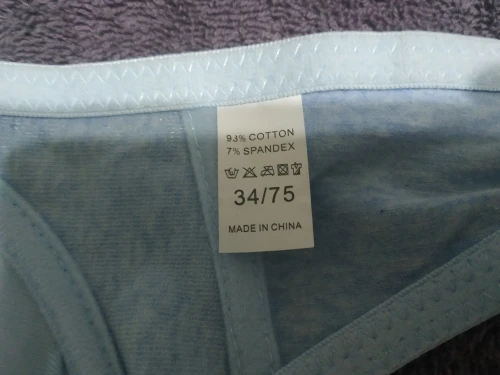 93% COTTON
7% SPANDEX
34/75
MADE IN CHINA